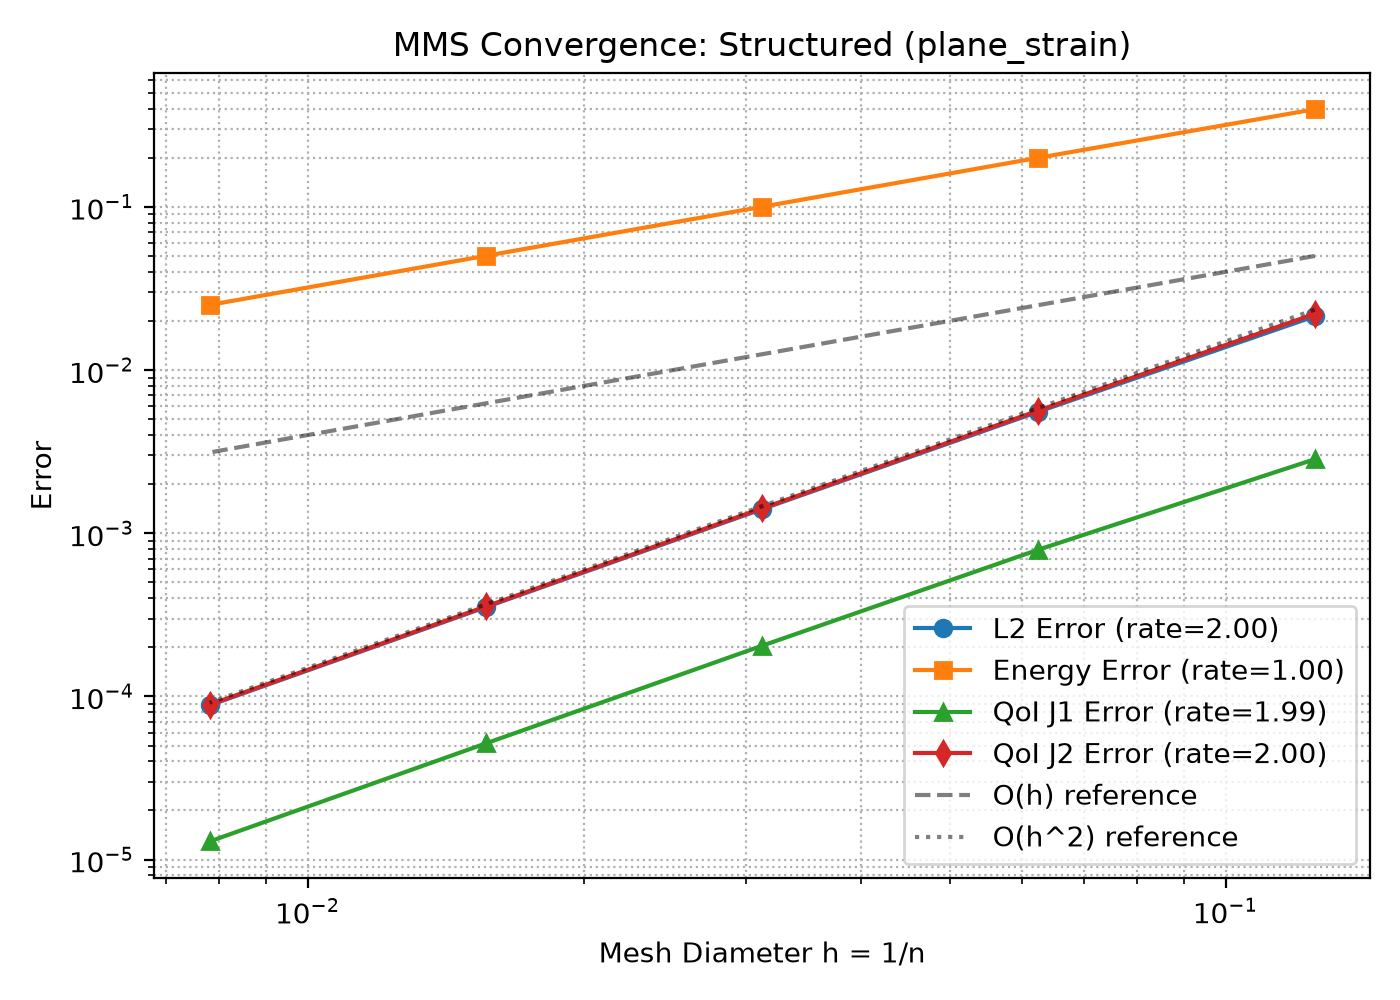 MMS Convergence: Structured (plane_strain)
Error
10⁻¹
10⁻²
10⁻³
10⁻⁴
10⁻⁵
L2 Error (rate=2.00)
Energy Error (rate=1.00)
QoI J1 Error (rate=1.99)
QoI J2 Error (rate=2.00)
O(h) reference
O(h^2) reference
10⁻²
10⁻¹
Mesh Diameter h = 1/n